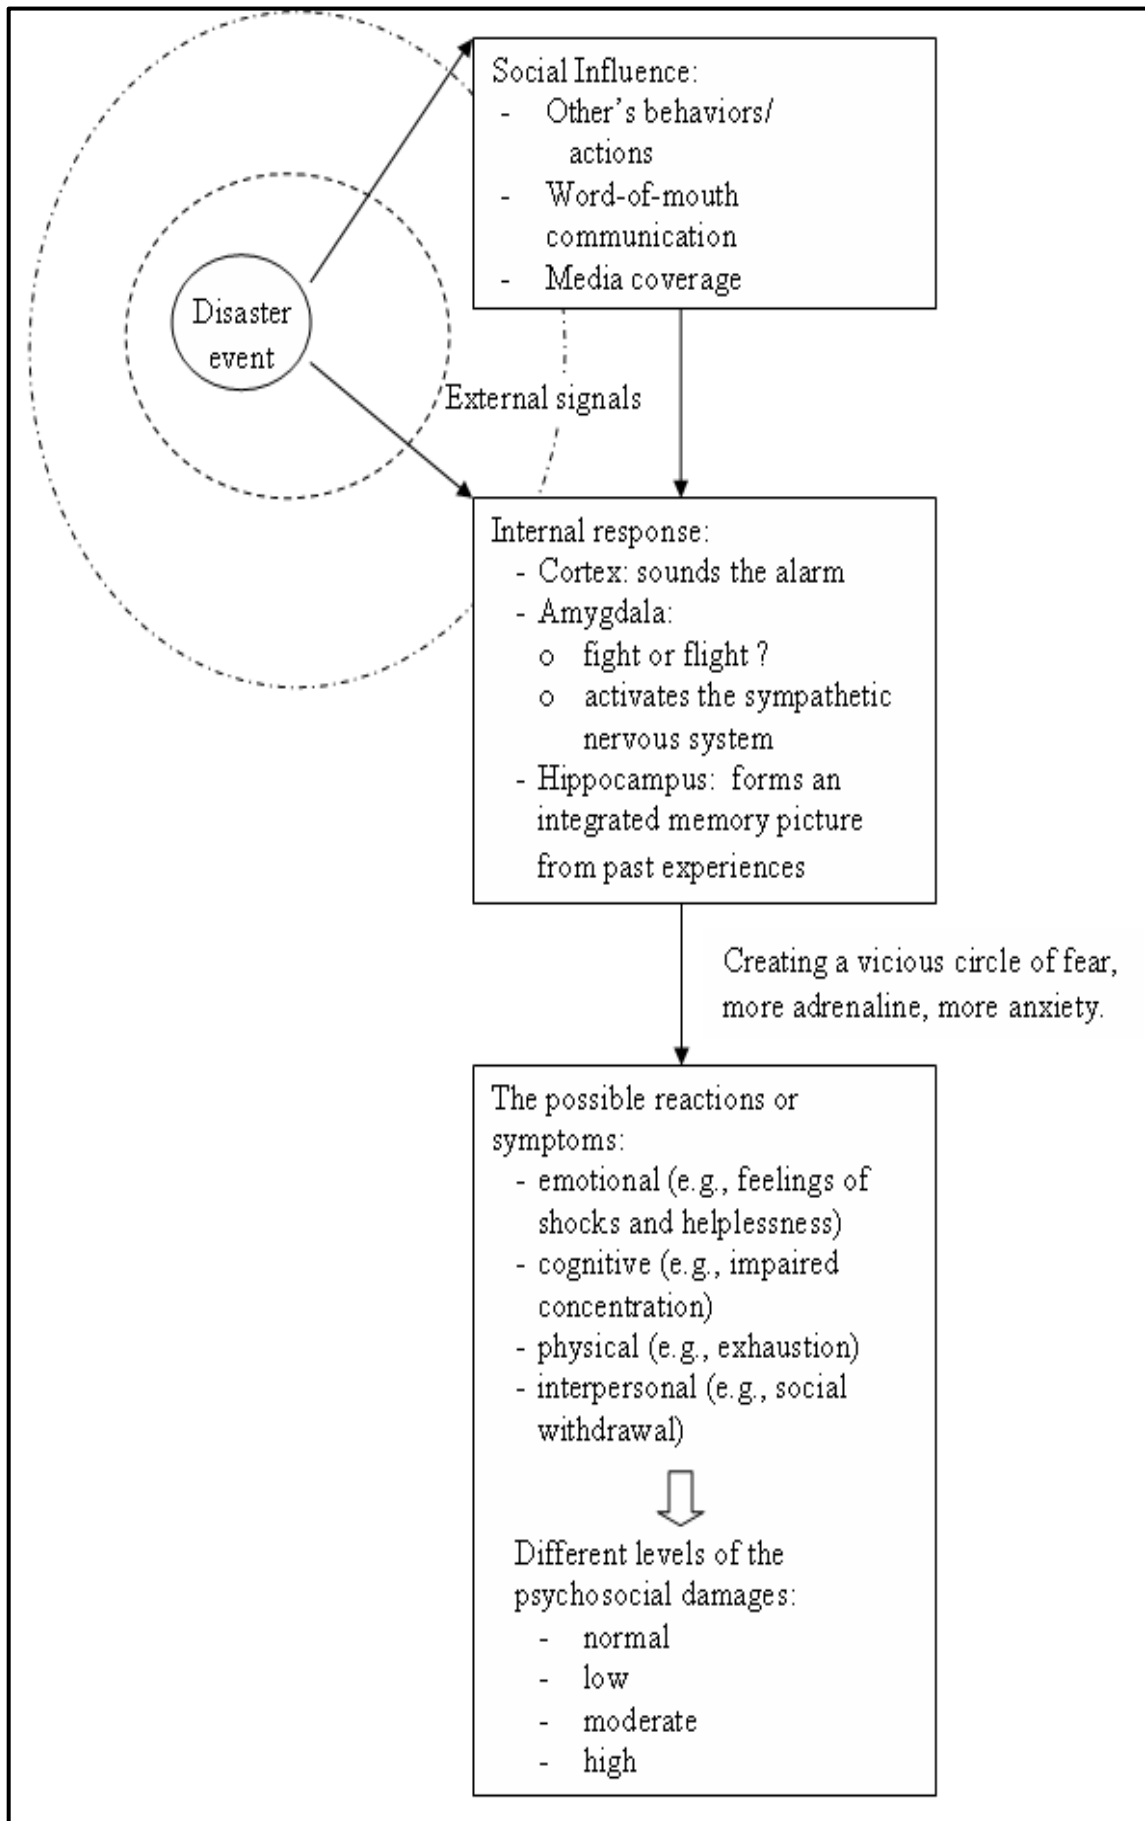 Social Influence:
- Other's behaviors/
actions
- Word-of-mouth
communication
- Media coverage
Disaster
event
External signals
Internal response:
- Cortex: sounds the alarm
- Amygdala:
o fight or flight ?
o activates the sympathetic
nervous system
- Hippocampus: forms an
integrated memory picture
from past experiences
Creating a vicious circle of fear,
more adrenaline, more anxiety.
The possible reactions or
symptoms:
- emotional (e.g., feelings of
shocks and helplessness)
- cognitive (e.g., impaired
concentration)
- physical (e.g., exhaustion)
- interpersonal (e.g., social
withdrawal)
Different levels of the
psychosocial damages:
- normal
- low
- moderate
- high